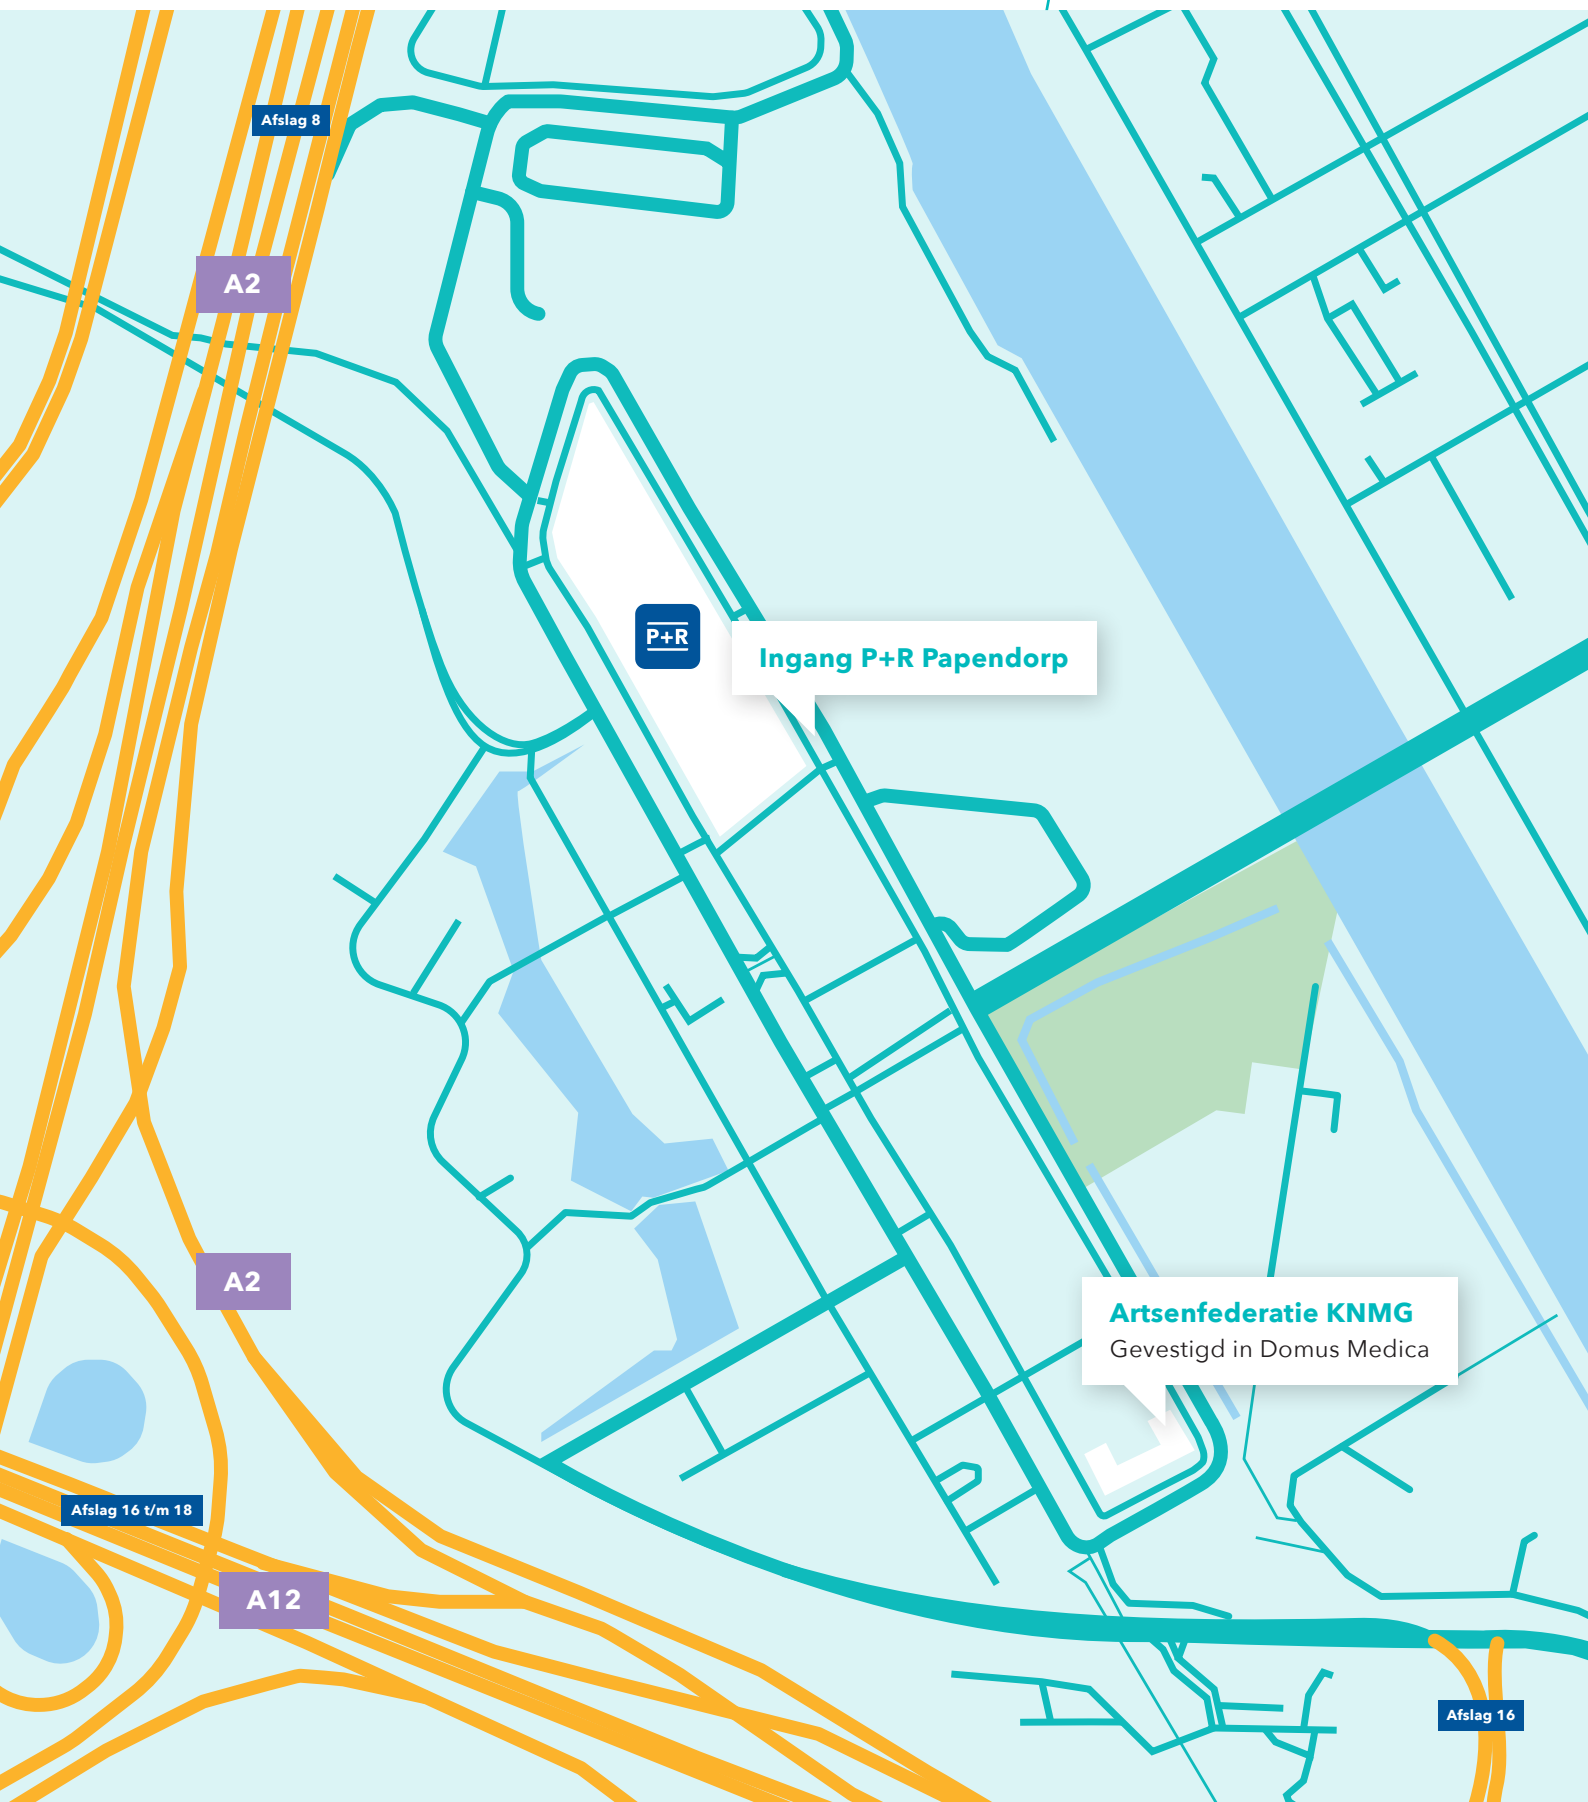 Afslag 8
A2
P+R
Ingang P+R Papendorp
A2
Artsenfederatie KNMG
Gevestigd in Domus Medica
Afslag 16 t/m 18
A12
Afslag 16